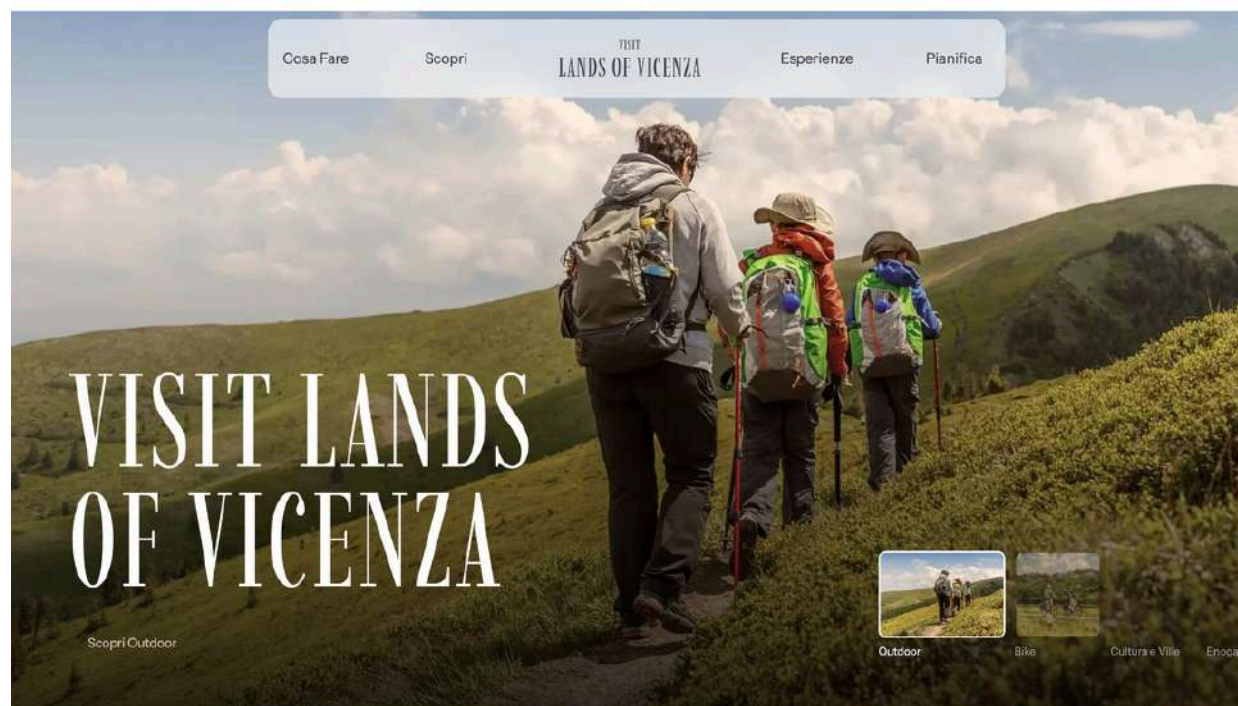 Cosa Fare
Scopri
VISIT
LANDS OF VICENZA
Esperienze
Pianifica
VISIT LANDS
OF VICENZA
Scopri Outdoor
Outdoor
Bike
Cultura e Ville
Enoga